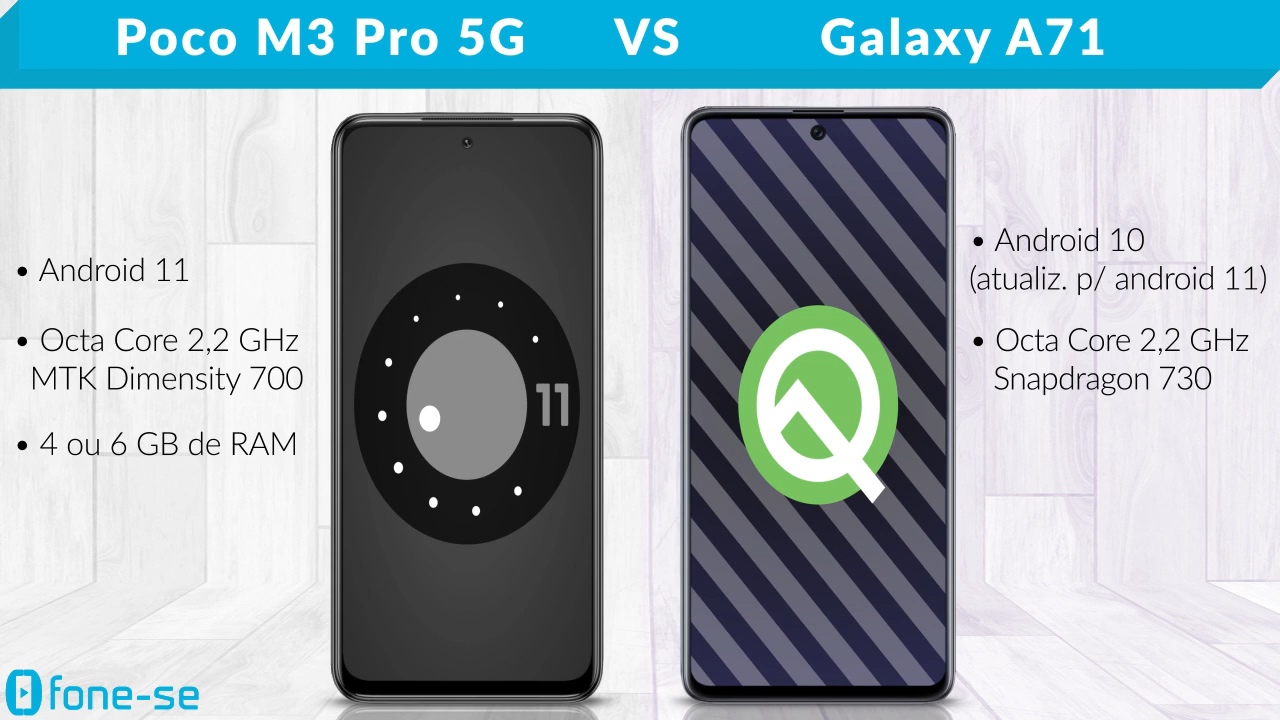 Poco M3 Pro 5G VS Galaxy A71
• Android 11
• Octa Core 2,2 GHz
MTK Dimensity 700
• 4 ou 6 GB de RAM
11
• Android 10
(atualiz. p/ android 11)
• Octa Core 2,2 GHz
Snapdragon 730
fone-se